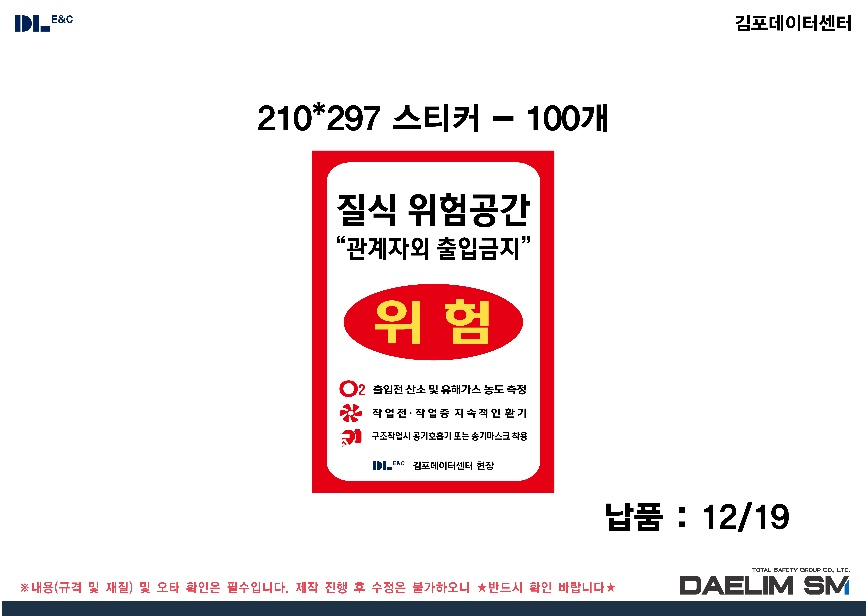 DL E&C
김포데이터센터
210*297 스티커 - 100개
질식 위험공간
“관계자외 출입금지”
위 험
O2 출입전 산소 및 유해가스 농도 측정
작업전·작업중 지속적인 환기
구조작업시 공기호흡기 또는 송기마스크 착용
DL E&C 김포데이터센터 현장
납품 : 12/19
※내용(규격 및 재질) 및 오타 확인은 필수입니다. 제작 진행 후 수정은 불가하오니 ★반드시 확인 바랍니다★
TOTAL SAFETY GROUP CO., LTD.
DAELIM SM